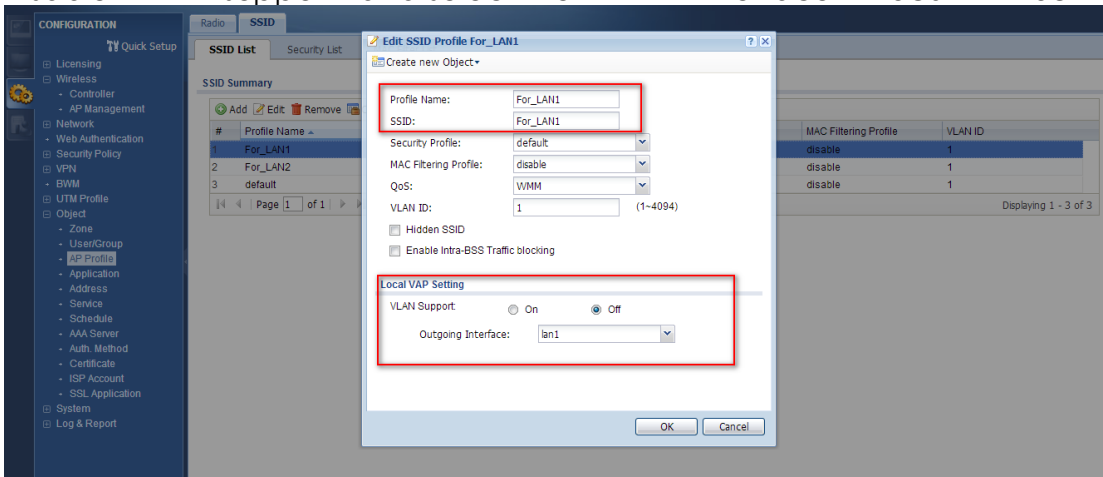 CONFIGURATION
Quick Setup
Licensing
Wireless
Controller
AP Management
Network
Web Authentication
Security Policy
VPN
BWM
UTM Profile
Object
Zone
User/Group
AP Profile
Application
Address
Service
Schedule
AAA Server
Auth. Method
Certificate
ISP Account
SSL Application
System
Log & Report
Radio SSID
SSID List Security List
SSID Summary
Add Edit Remove
# Profile Name MAC Filtering Profile VLAN ID
1 For_LAN1 disable 1
2 For_LAN2 disable 1
3 default disable 1
Page 1 of 1 Displaying 1 - 3 of 3
Edit SSID Profile For_LAN1
Create new Object
Profile Name: For_LAN1
SSID: For_LAN1
Security Profile: default
MAC Filtering Profile: disable
QoS: WMM
VLAN ID: 1 (1~4094)
Hidden SSID
Enable Intra-BSS Traffic blocking
Local VAP Setting
VLAN Support: On Off
Outgoing Interface: lan1
OK Cancel